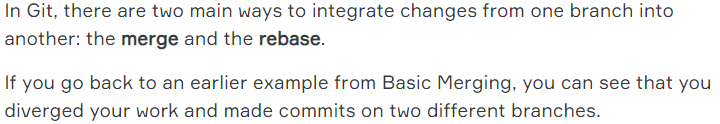 In Git, there are two main ways to integrate changes from one branch into
another: the merge and the rebase.
If you go back to an earlier example from Basic Merging, you can see that you
diverged your work and made commits on two different branches.